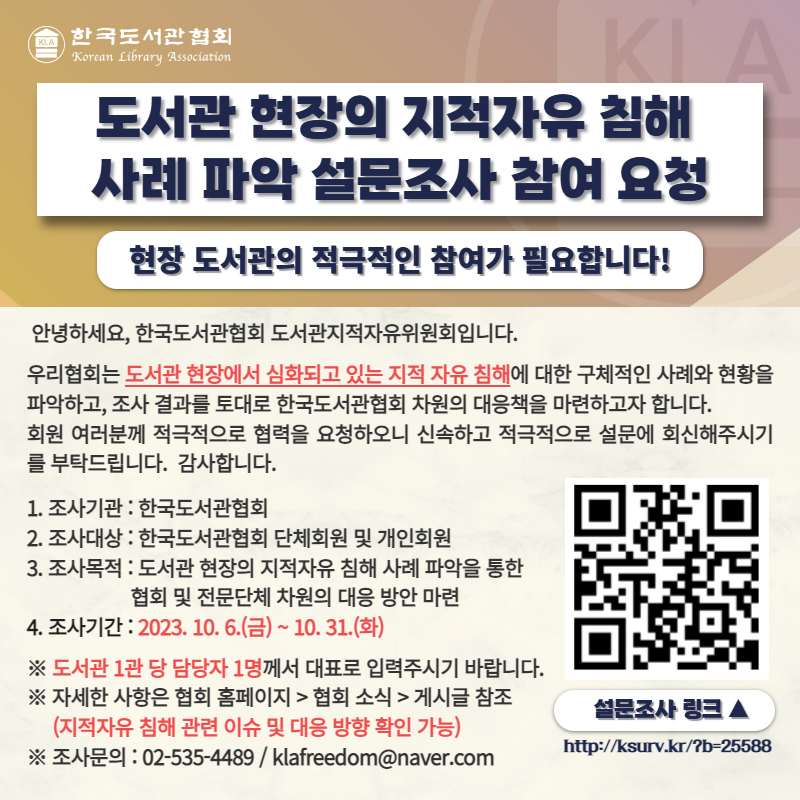 KLA 한국도서관협회
Korean Library Association
KLA
도서관 현장의 지적자유 침해
사례 파악 설문조사 참여 요청
현장 도서관의 적극적인 참여가 필요합니다!
안녕하세요, 한국도서관협회 도서관지적자유위원회입니다.
우리협회는 도서관 현장에서 심화되고 있는 지적 자유 침해에 대한 구체적인 사례와 현황을
파악하고, 조사 결과를 토대로 한국도서관협회 차원의 대응책을 마련하고자 합니다.
회원 여러분께 적극적으로 협력을 요청하오니 신속하고 적극적으로 설문에 회신해주시기
를 부탁드립니다. 감사합니다.
1. 조사기관 : 한국도서관협회
2. 조사대상 : 한국도서관협회 단체회원 및 개인회원
3. 조사목적 : 도서관 현장의 지적자유 침해 사례 파악을 통한
협회 및 전문단체 차원의 대응 방안 마련
4. 조사기간 : 2023. 10. 6.(금) ~ 10. 31.(화)
※ 도서관 1관 당 담당자 1명께서 대표로 입력주시기 바랍니다.
※ 자세한 사항은 협회 홈페이지 > 협회 소식 > 게시글 참조
(지적자유 침해 관련 이슈 및 대응 방향 확인 가능)
※ 조사문의 : 02-535-4489 / klafreedom@naver.com
설문조사 링크 ▲
http://ksurv.kr/?b=25588